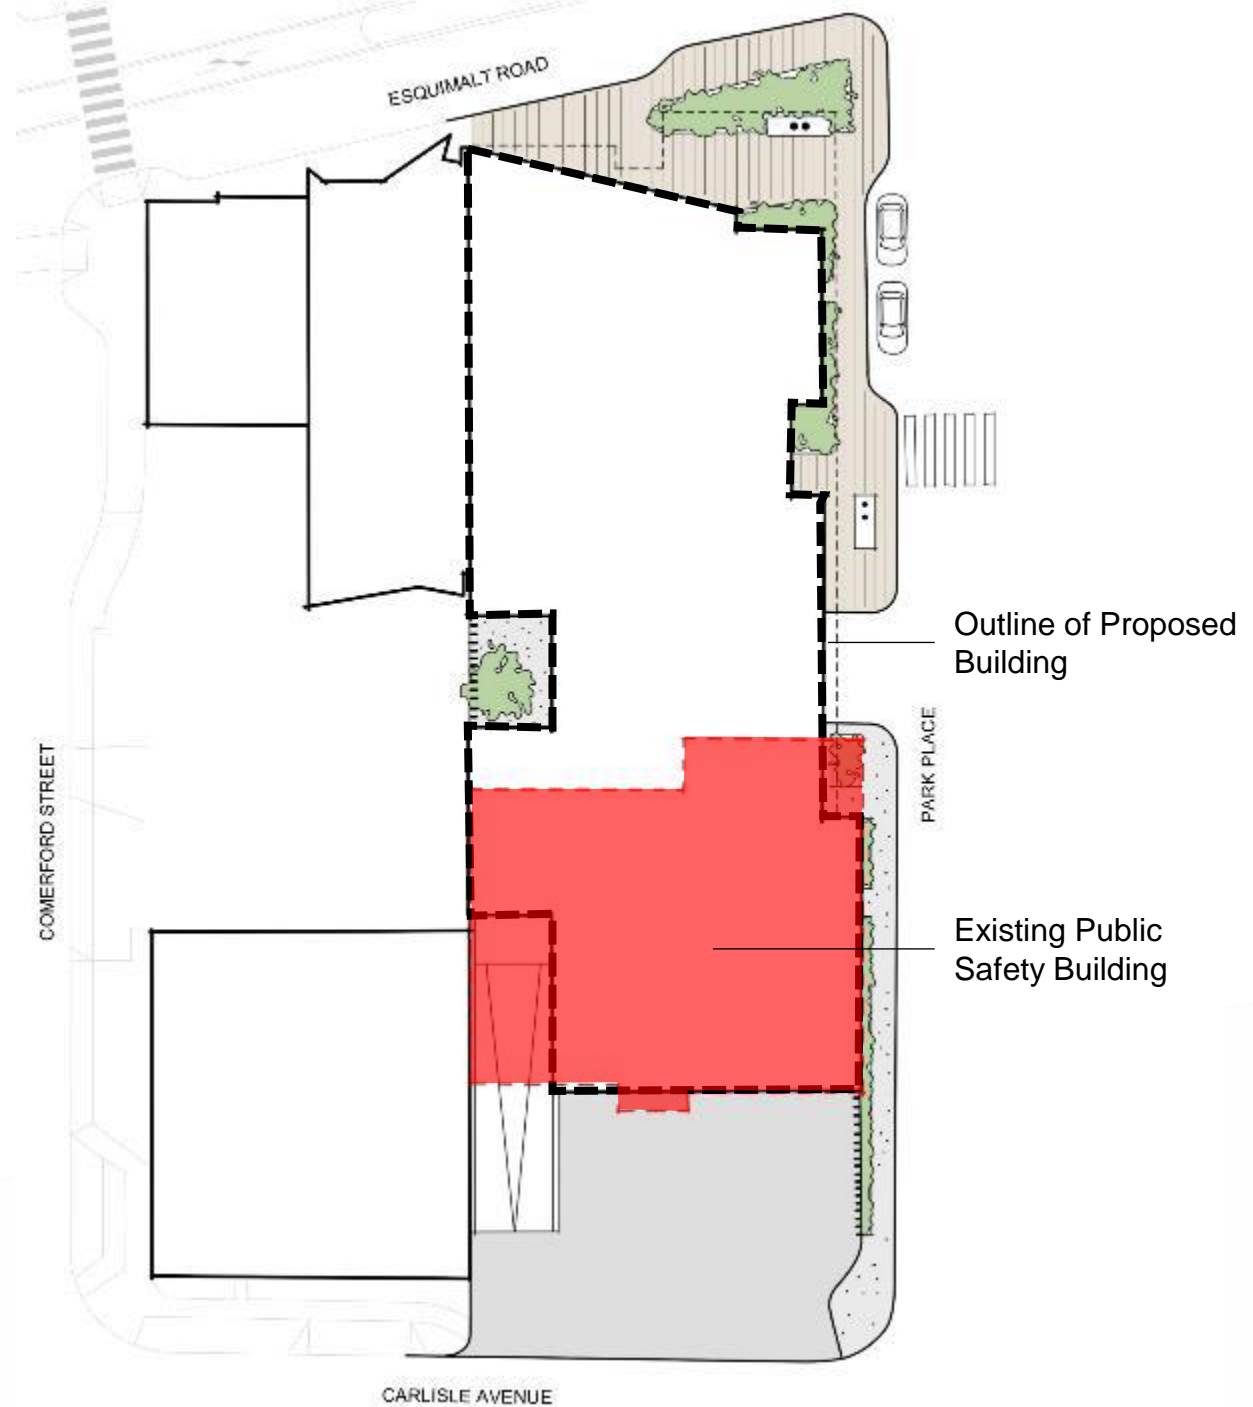 ESQUIMALT ROAD
Outline of Proposed
Building
PARK PLACE
COMERFORD STREET
Existing Public
Safety Building
CARLISLE AVENUE